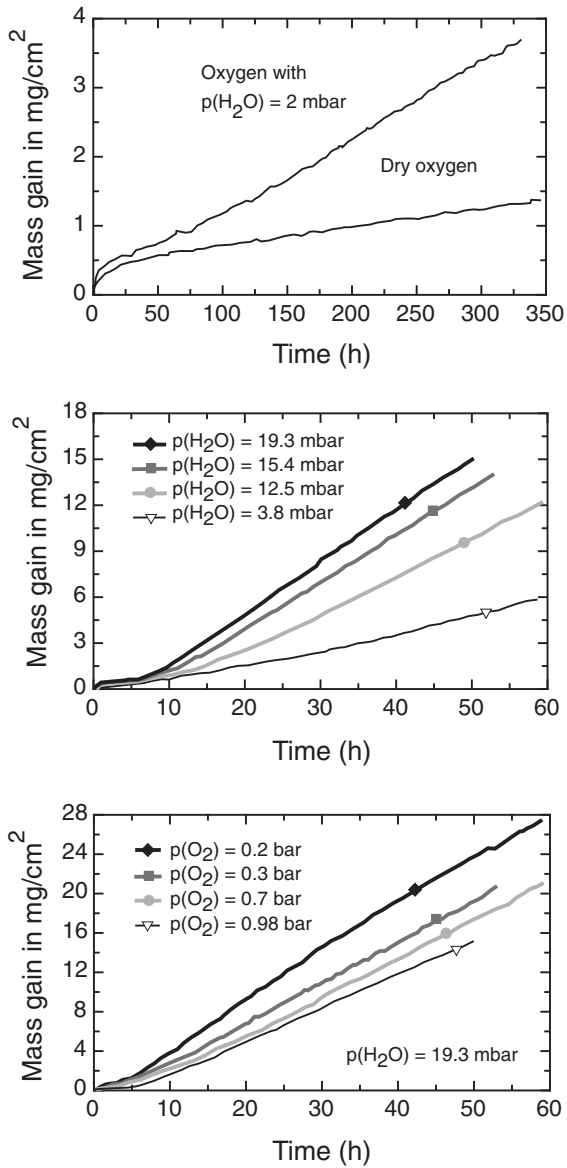 Mass gain in mg/cm²
4
3
2
1
0
Oxygen with
p(H₂O) = 2 mbar
Dry oxygen
0 50 100 150 200 250 300 350
Time (h)
Mass gain in mg/cm²
18
15
12
9
6
3
0
p(H₂O) = 19.3 mbar
p(H₂O) = 15.4 mbar
p(H₂O) = 12.5 mbar
p(H₂O) = 3.8 mbar
0 10 20 30 40 50 60
Time (h)
Mass gain in mg/cm²
28
24
20
16
12
8
4
0
p(O₂) = 0.2 bar
p(O₂) = 0.3 bar
p(O₂) = 0.7 bar
p(O₂) = 0.98 bar
p(H₂O) = 19.3 mbar
0 10 20 30 40 50 60
Time (h)